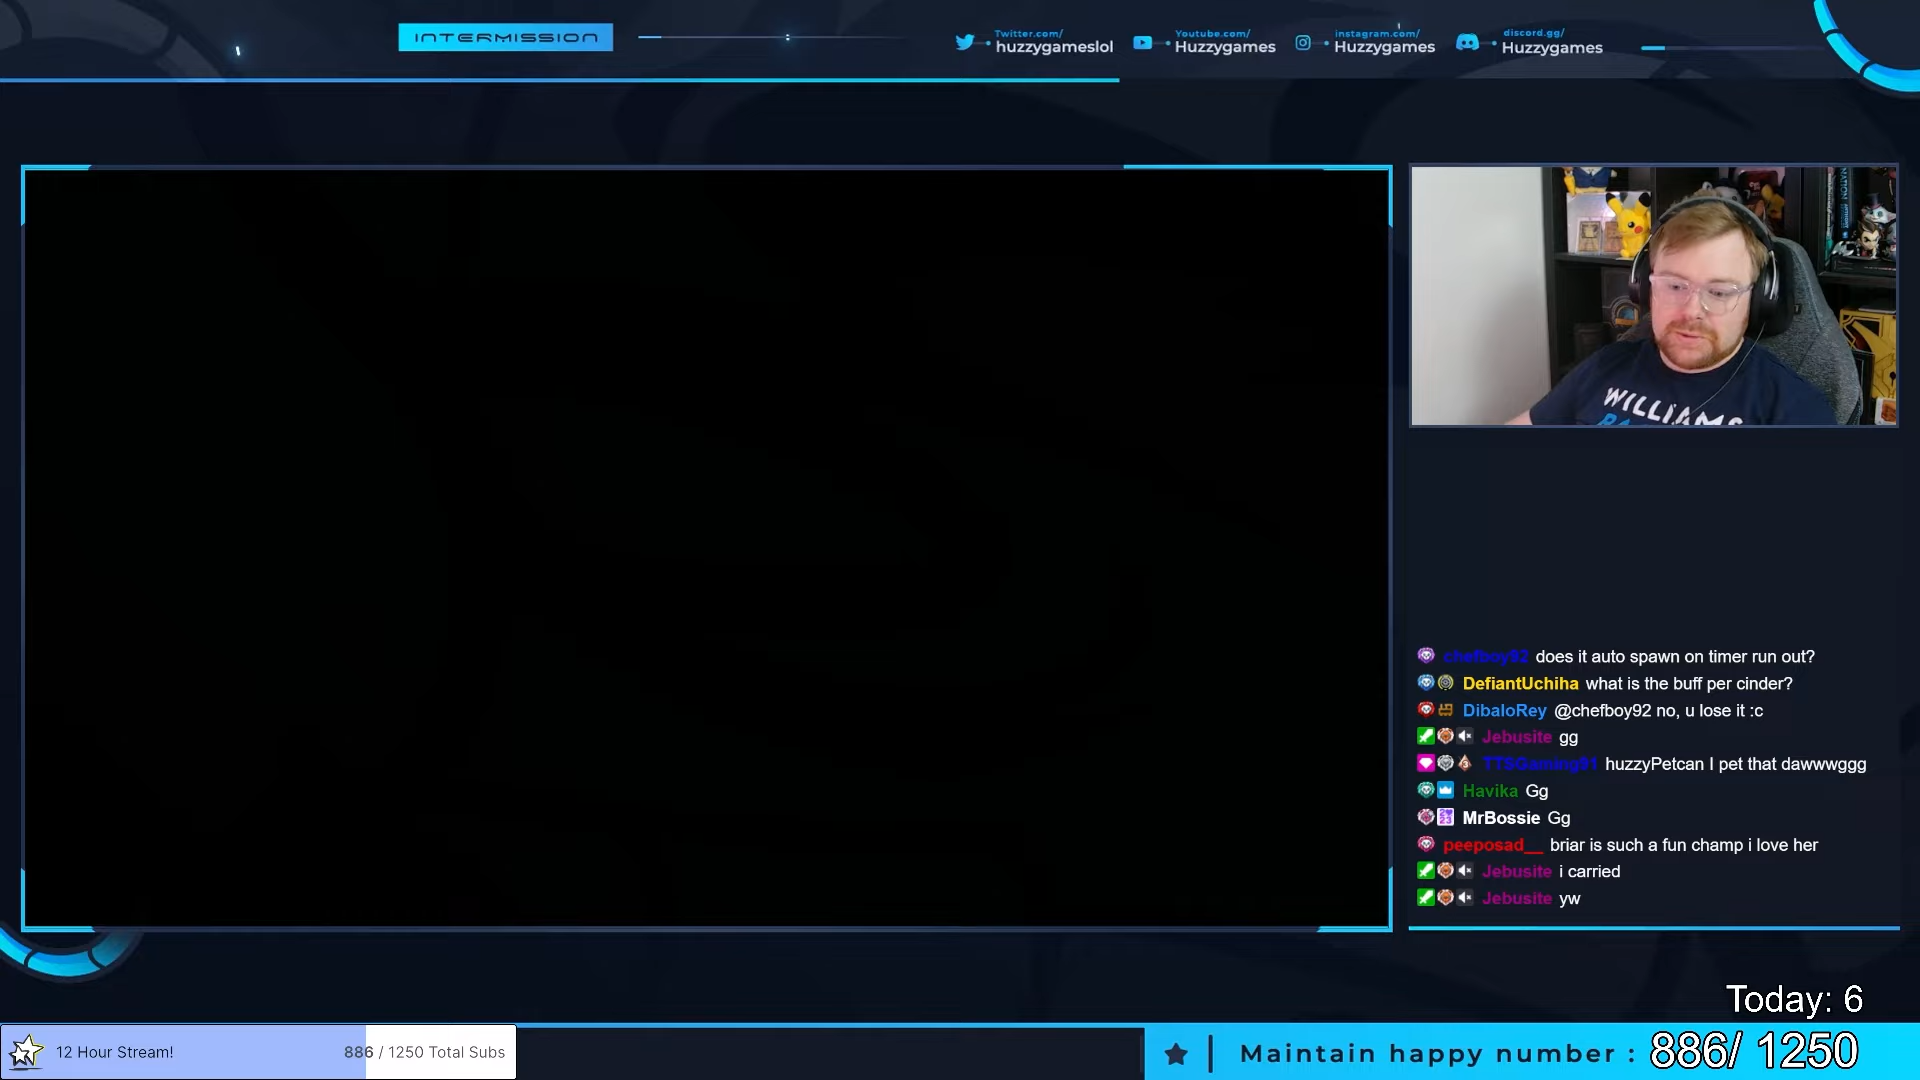 INTERMISSION
Twitter.com/
huzzygameslol
Youtube.com/
Huzzygames
instagram.com/
Huzzygames
discord.gg/
Huzzygames
WILLIAMS
chefboy92 does it auto spawn on timer run out?
DefiantUchiha what is the buff per cinder?
DibaloRey @chefboy92 no, u lose it :c
Jebusite gg
TTSGaming91 huzzyPetcan I pet that dawwwggg
Havika Gg
MrBossie Gg
peeposad__ briar is such a fun champ i love her
Jebusite i carried
Jebusite yw
Today: 6
12 Hour Stream!
886 / 1250 Total Subs
Maintain happy number : 886/ 1250